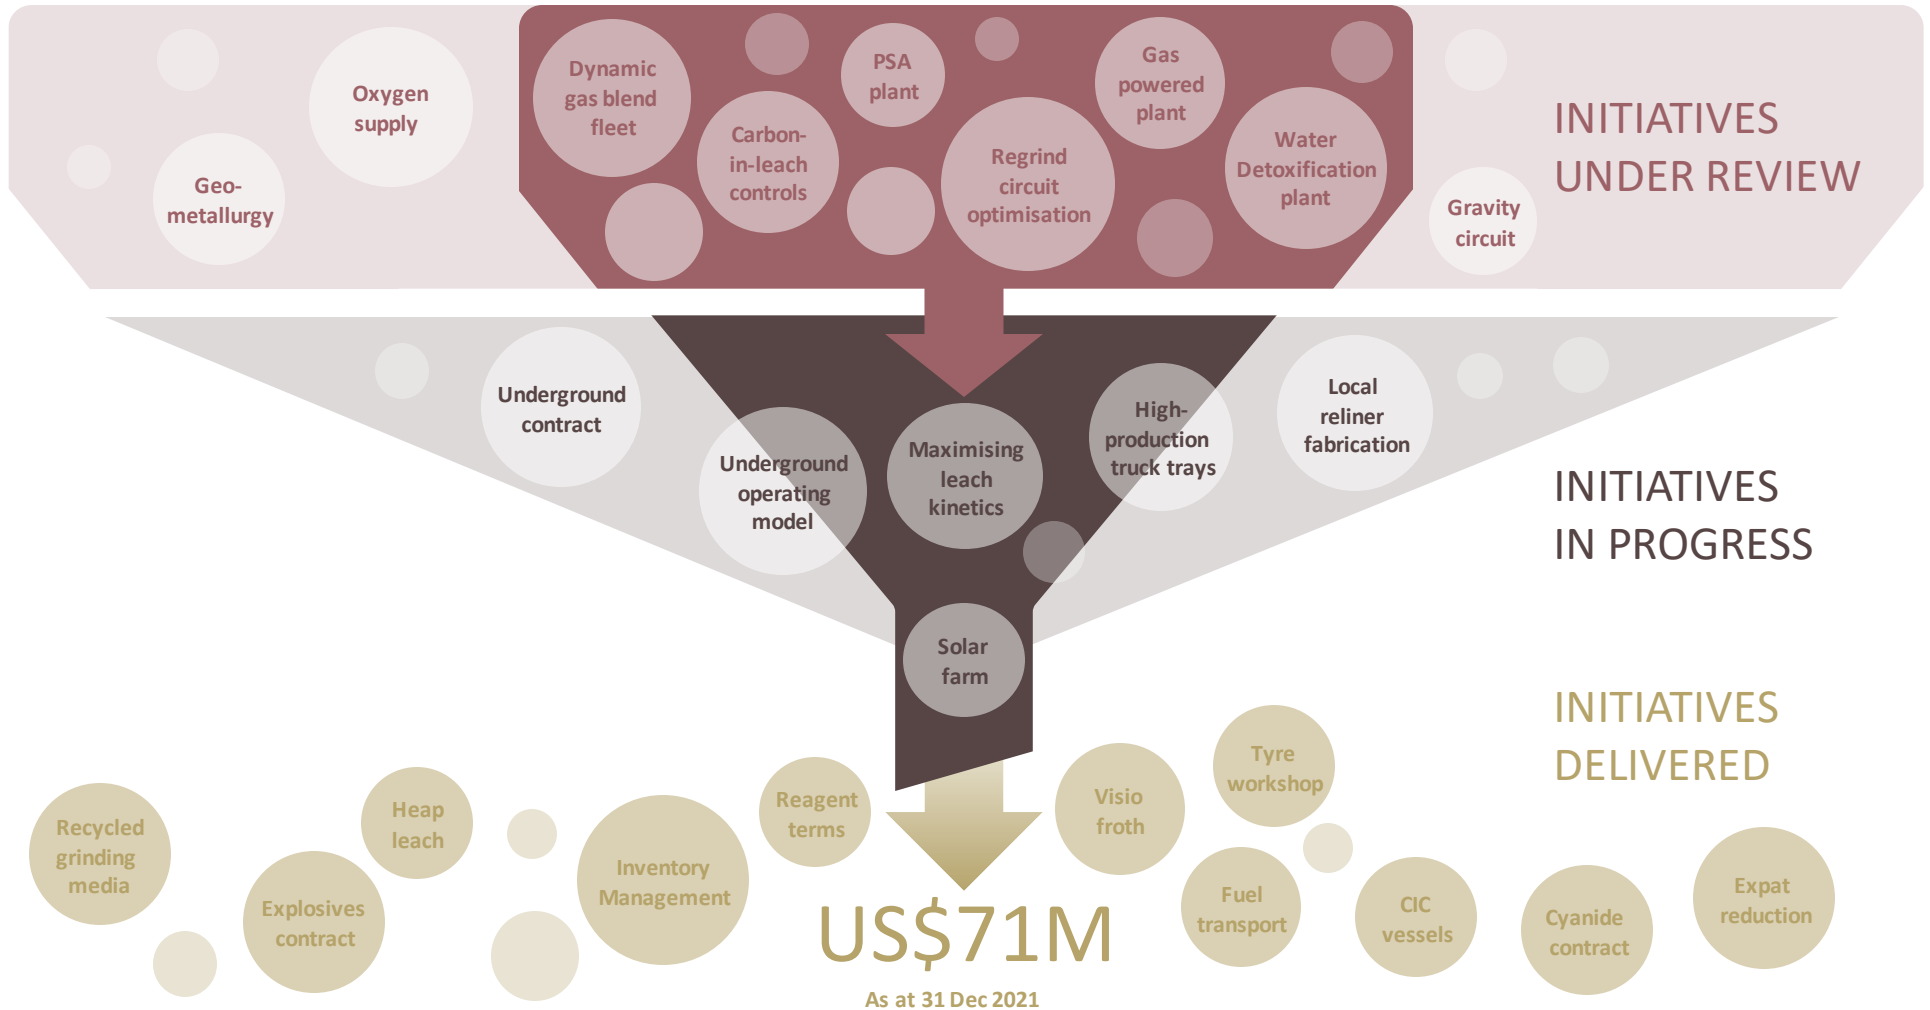 Oxygen
supply
Geo-
metallurgy
Dynamic
gas blend
fleet
Carbon-
in-leach
controls
PSA
plant
Regrind
circuit
optimisation
Gas
powered
plant
Water
Detoxification
plant
Gravity
circuit
INITIATIVES
UNDER REVIEW
Underground
contract
Underground
operating
model
Maximising
leach
kinetics
High-
production
truck trays
Local
reliner
fabrication
Solar
farm
INITIATIVES
IN PROGRESS
INITIATIVES
DELIVERED
Recycled
grinding
media
Explosives
contract
Heap
leach
Inventory
Management
Reagent
terms
Visio
froth
Tyre
workshop
Fuel
transport
CIC
vessels
Cyanide
contract
Expat
reduction
US$71M
As at 31 Dec 2021